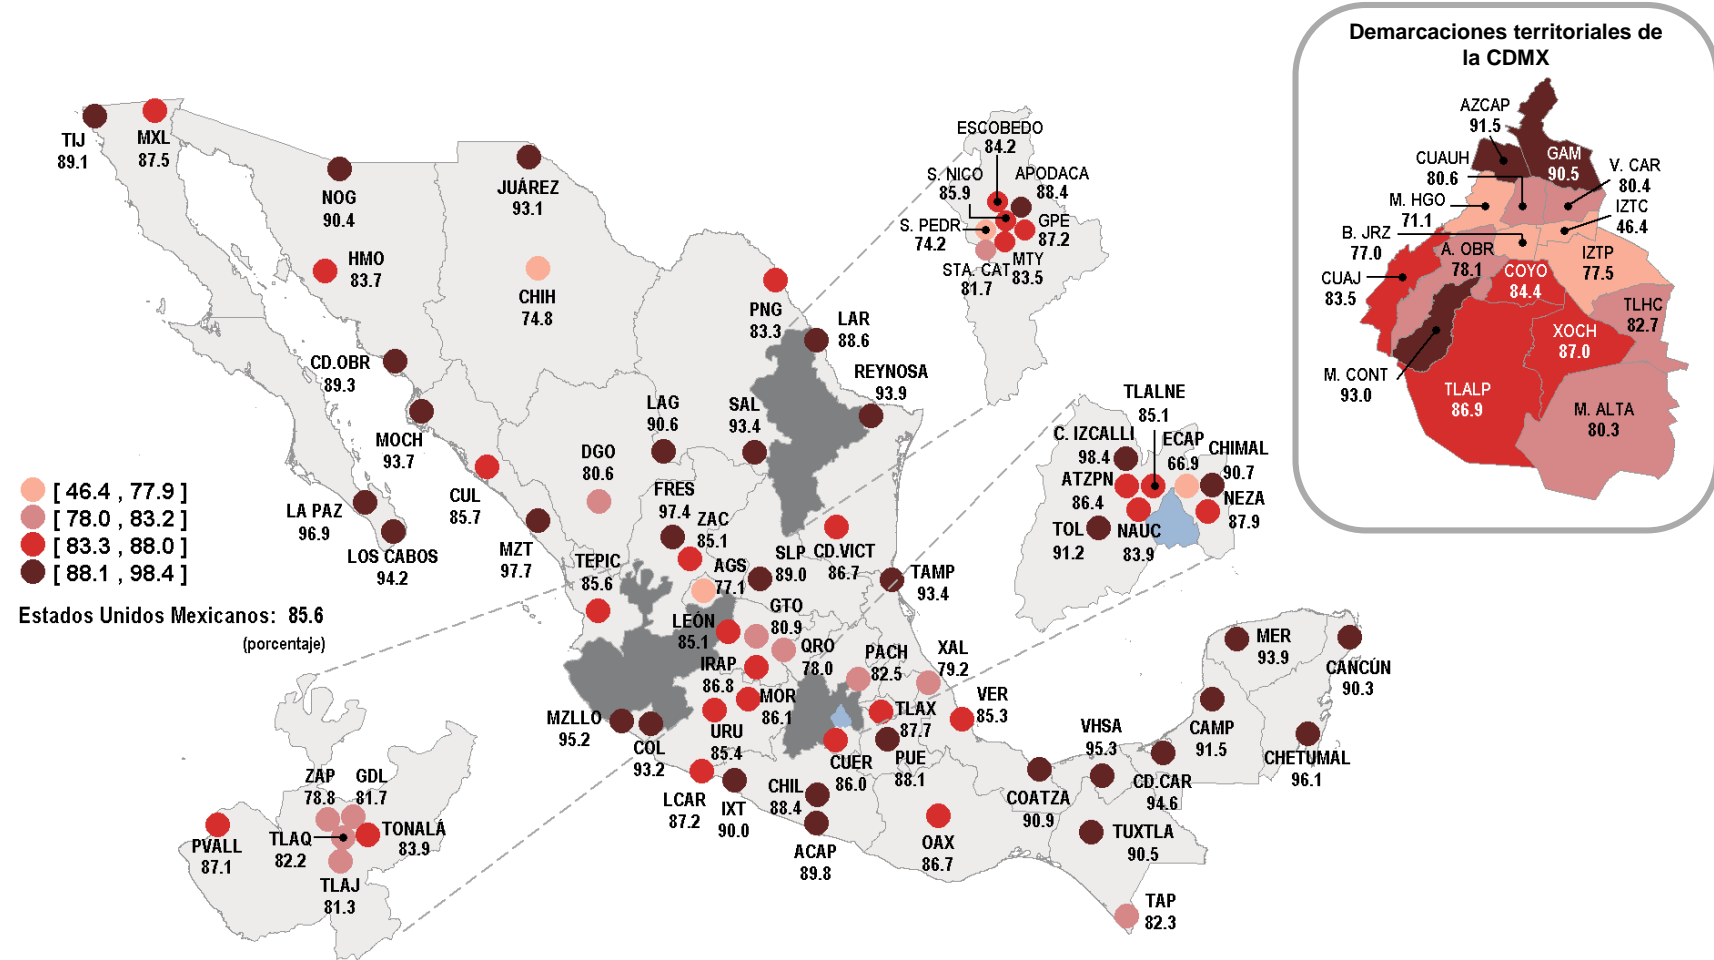 Demarcaciones territoriales de
la CDMX
AZCAP
91.5
CUAUH
80.6
GAM
90.5
V. CAR
80.4
M. HGO
71.1
IZTC
46.4
B. JRZ
77.0
A. OBR
78.1
IZTP
77.5
CUAJ
83.5
COYO
84.4
TLHC
82.7
XOCH
87.0
M. CONT
93.0
TLALP
86.9
M. ALTA
80.3
TIJ
89.1
MXL
87.5
NOG
90.4
JUÁREZ
93.1
HMO
83.7
CHIH
74.8
ESCOBEDO
84.2
S. NICO
85.9
APODACA
88.4
S. PEDR
74.2
GPE
87.2
STA. CAT
81.7
MTY
83.5
PNG
83.3
LAR
88.6
CD.OBR
89.3
REYNOSA
93.9
MOCH
93.7
LAG
90.6
SAL
93.4
DGO
80.6
CUL
85.7
FRES
97.4
ZAC
85.1
LA PAZ
96.9
LOS CABOS
94.2
MZT
97.7
TEPIC
85.6
AGS
77.1
SLP
89.0
CD.VICT
86.7
TAMP
93.4
TLALNE
85.1
C. IZCALLI
98.4
ECAP
66.9
CHIMAL
90.7
ATZPN
86.4
NEZA
87.9
TOL
91.2
NAUC
83.9
[ 46.4 , 77.9 ]
[ 78.0 , 83.2 ]
[ 83.3 , 88.0 ]
[ 88.1 , 98.4 ]
Estados Unidos Mexicanos: 85.6
(porcentaje)
LEÓN
85.1
GTO
80.9
QRO
78.0
IRAP
86.8
PACH
82.5
XAL
79.2
MOR
86.1
TLAX
87.7
VER
85.3
MZLLO
95.2
COL
93.2
URU
85.4
CUER
86.0
PUE
88.1
LCAR
87.2
IXT
90.0
CHIL
88.4
ACAP
89.8
OAX
86.7
COATZA
90.9
VHSA
95.3
CD.CAR
94.6
TUXTLA
90.5
TAP
82.3
MER
93.9
CANCÚN
90.3
CAMP
91.5
CHETUMAL
96.1
ZAP
78.8
GDL
81.7
PVALL
87.1
TLAQ
82.2
TONALÁ
83.9
TLAJ
81.3